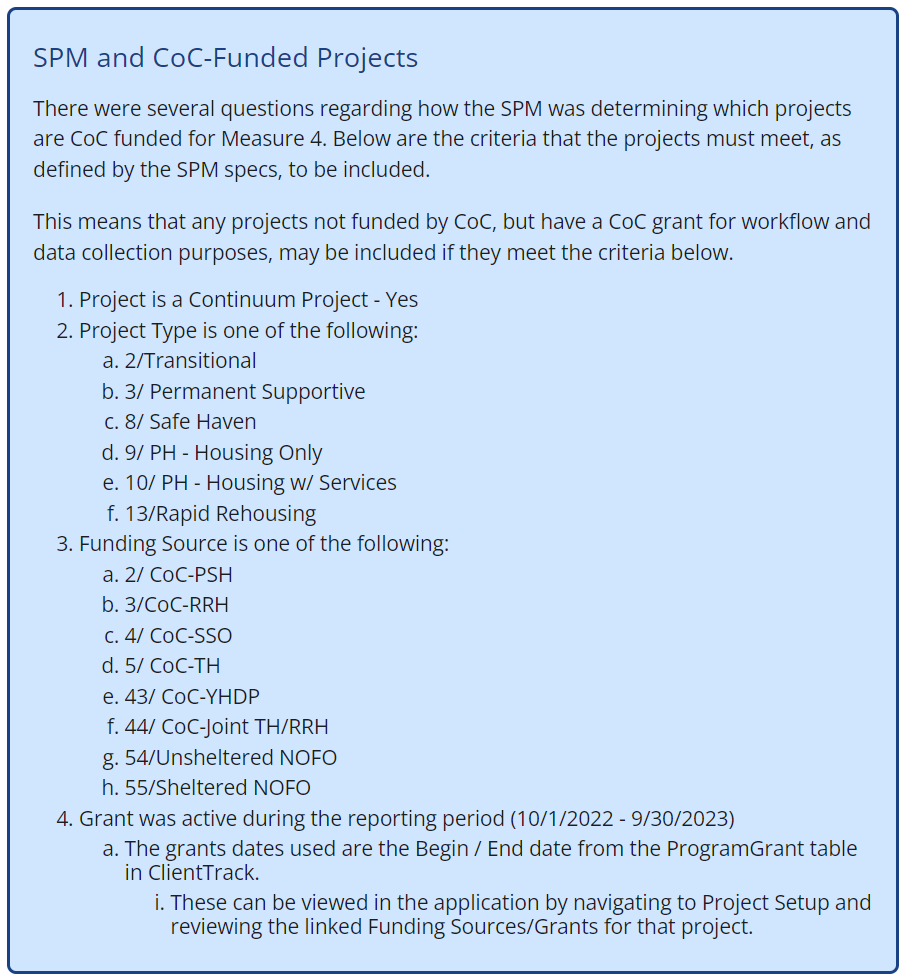 SPM and CoC-Funded Projects
There were several questions regarding how the SPM was determining which projects
are CoC funded for Measure 4. Below are the criteria that the projects must meet, as
defined by the SPM specs, to be included.
This means that any projects not funded by CoC, but have a CoC grant for workflow and
data collection purposes, may be included if they meet the criteria below.
1. Project is a Continuum Project - Yes
2. Project Type is one of the following:
a. 2/Transitional
b. 3/ Permanent Supportive
c. 8/ Safe Haven
d. 9/ PH - Housing Only
e. 10/ PH - Housing w/ Services
f. 13/Rapid Rehousing
3. Funding Source is one of the following:
a. 2/ CoC-PSH
b. 3/CoC-RRH
c. 4/ CoC-SSO
d. 5/ CoC-TH
e. 43/ CoC-YHDP
f. 44/ CoC-Joint TH/RRH
g. 54/Unsheltered NOFO
h. 55/Sheltered NOFO
4. Grant was active during the reporting period (10/1/2022 - 9/30/2023)
a. The grants dates used are the Begin / End date from the ProgramGrant table
in ClientTrack.
i. These can be viewed in the application by navigating to Project Setup and
reviewing the linked Funding Sources/Grants for that project.